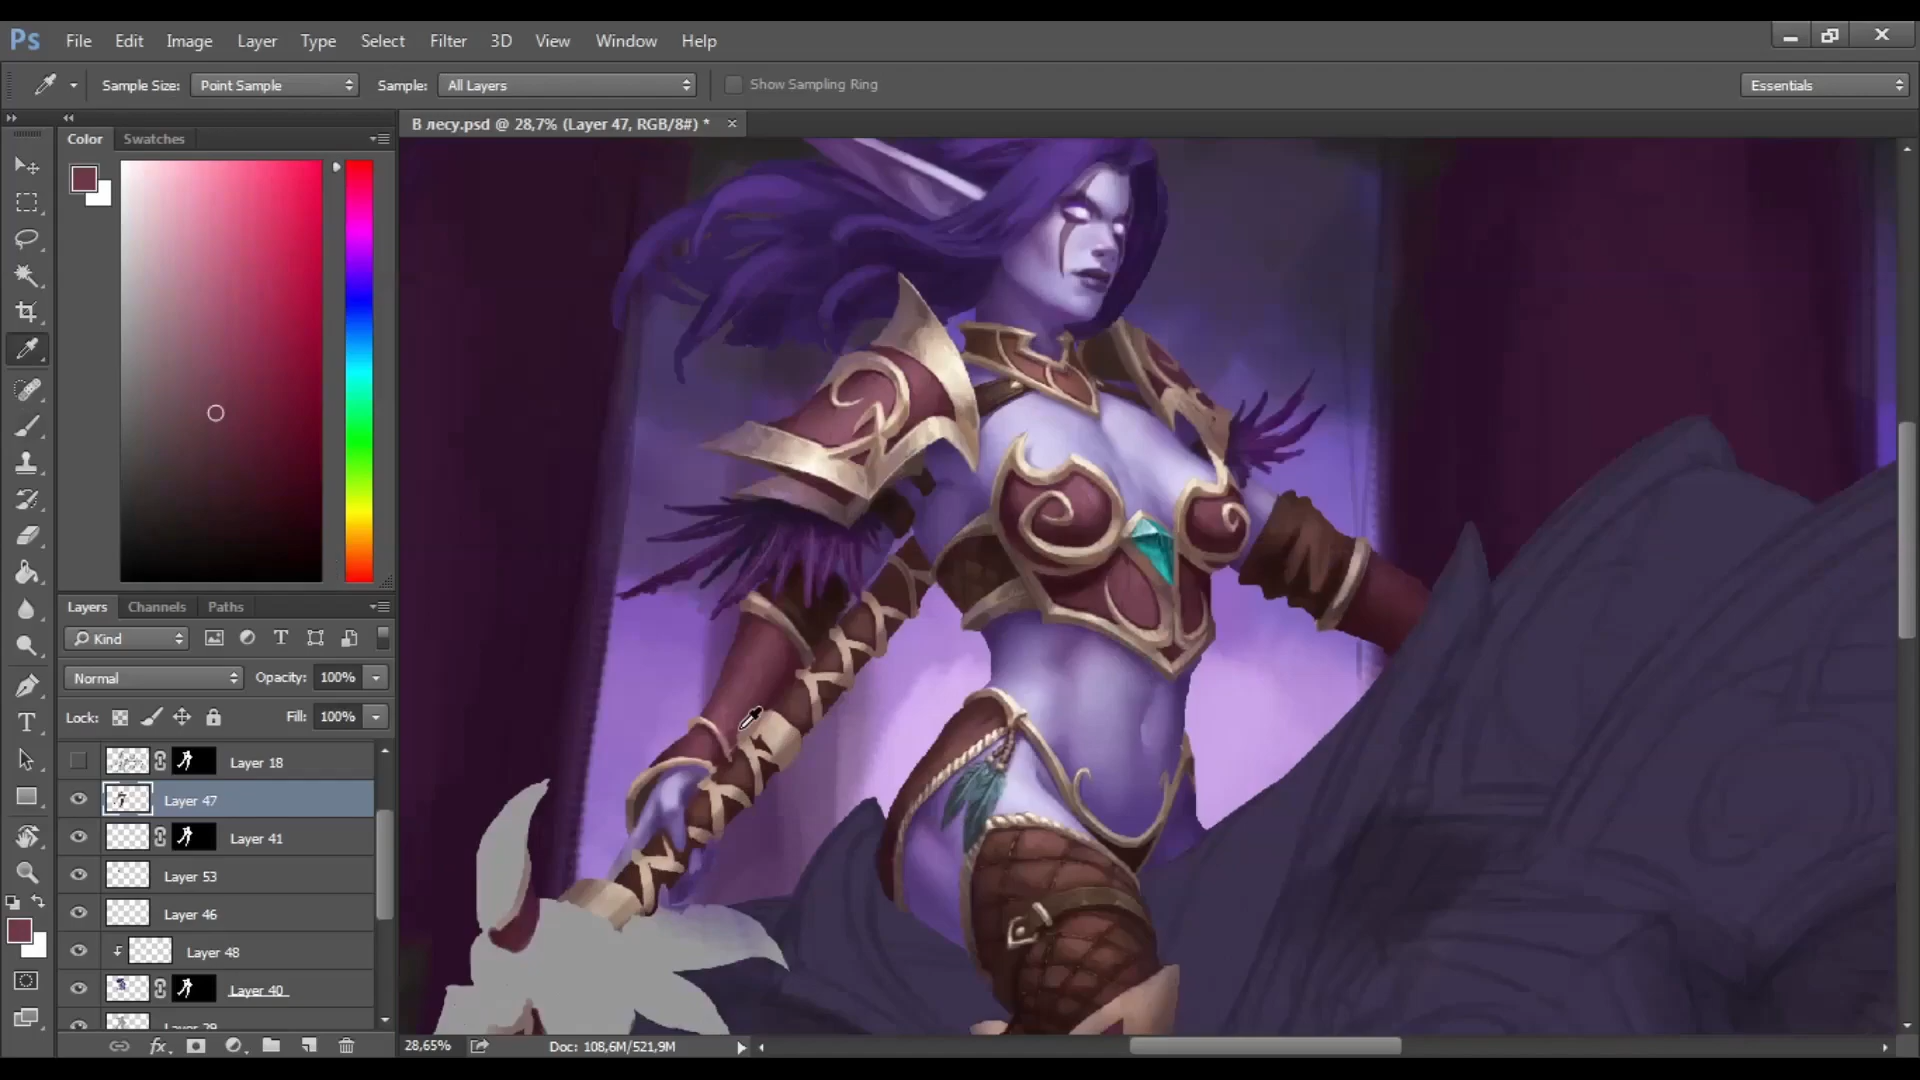 Ps File Edit Image Layer Type Select Filter 3D View Window Help
Sample Size: Point Sample Sample: All Layers Show Sampling Ring Essentials
В лесу.psd @ 28,7% (Layer 47, RGB/8#) *
Color Swatches
Layers Channels Paths
Kind
Normal Opacity: 100%
Lock: Fill: 100%
Layer 18
Layer 47
Layer 41
Layer 53
Layer 46
Layer 48
Layer 40
28,65% Doc: 108,6M/521,9M